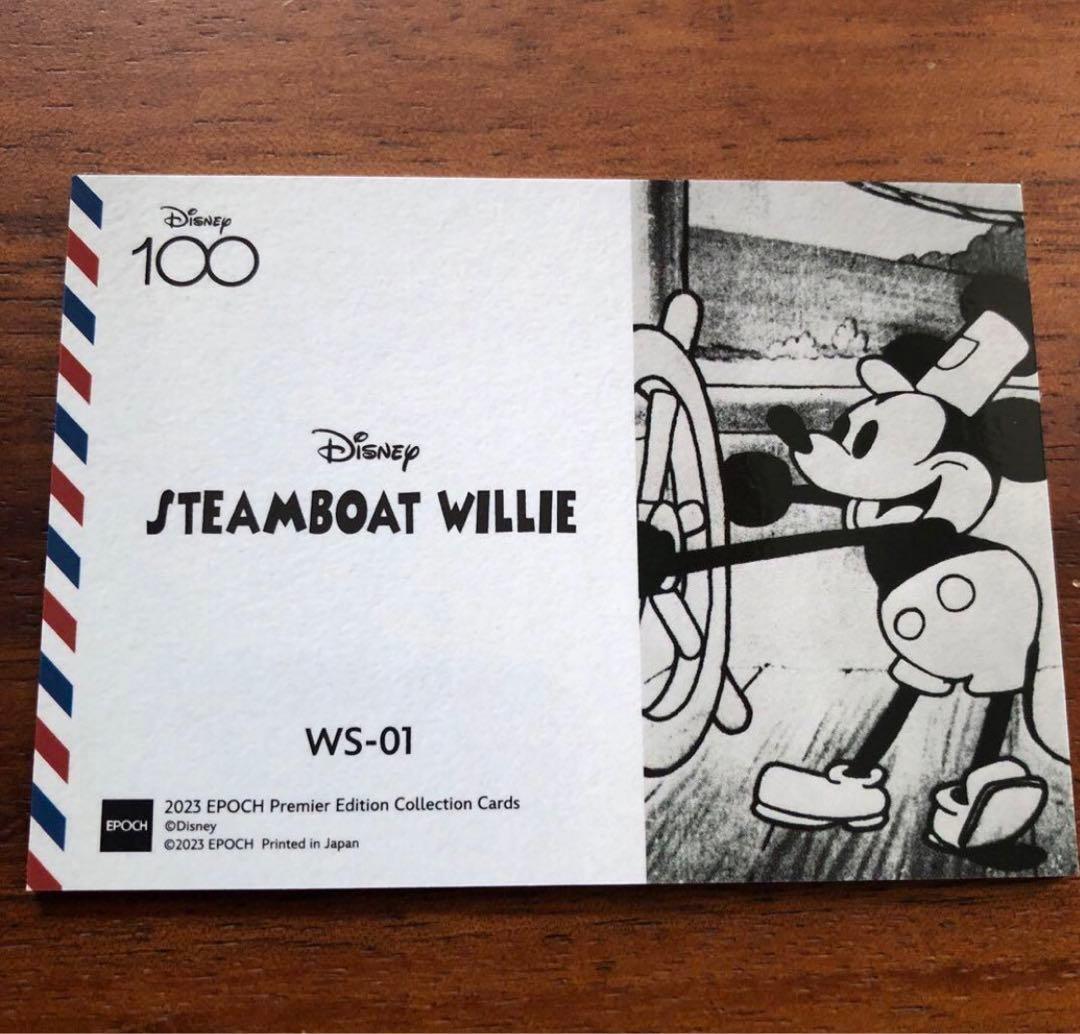 Disney
100
Disney
STEAMBOAT WILLIE
WS-01
EPOCH
2023 EPOCH Premier Edition Collection Cards
©Disney
©2023 EPOCH Printed in Japan